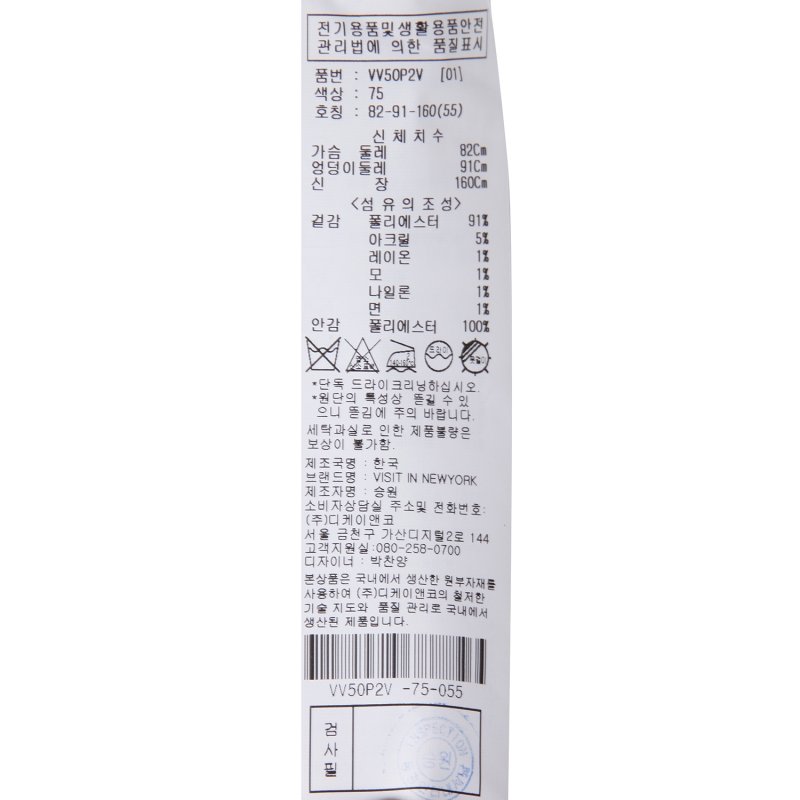 전기용품및생활용품안전
관리법에 의한 품질표시
품번 : VV50P2V [01]
색상 : 75
호칭 : 82-91-160(55)
신체치수
가슴 둘레 82Cm
엉덩이둘레 91Cm
신 장 160Cm
<섬유의조성>
겉감 폴리에스터 91%
아크릴 5%
레이온 1%
모 1%
나일론 1%
면 1%
안감 폴리에스터 100%
드라이
*단독 드라이크리닝하십시오.
*원단의 특성상 뜯길 수 있
으니 뜯김에 주의 바랍니다.
세탁과실로 인한 제품불량은
보상이 불가함.
제조국명 : 한국
브랜드명 : VISIT IN NEWYORK
제조자명 : 승원
소비자상담실 주소및 전화번호:
(주)디케이앤코
서울 금천구 가산디지털2로 144
고객지원실:080-258-0700
디자이너 : 박찬양
본상품은 국내에서 생산한 원부자재를
사용하여 (주)디케이앤코의 철저한
기술 지도와 품질 관리로 국내에서
생산된 제품입니다.
VV50P2V -75-055
검
사
필